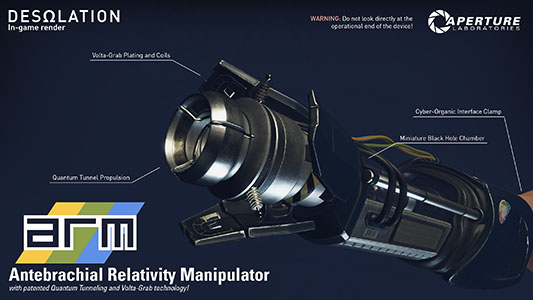 DESΩLATION
In-game render
WARNING: Do not look directly at the
operational end of the device!
APERTURE
LABORATORIES
Volta-Grab Plating and Coils
Cyber-Organic Interface Clamp
Miniature Black Hole Chamber
Quantum Tunnel Propulsion
arm
Antebrachial Relativity Manipulator
with patented Quantum Tunneling and Volta-Grab technology!